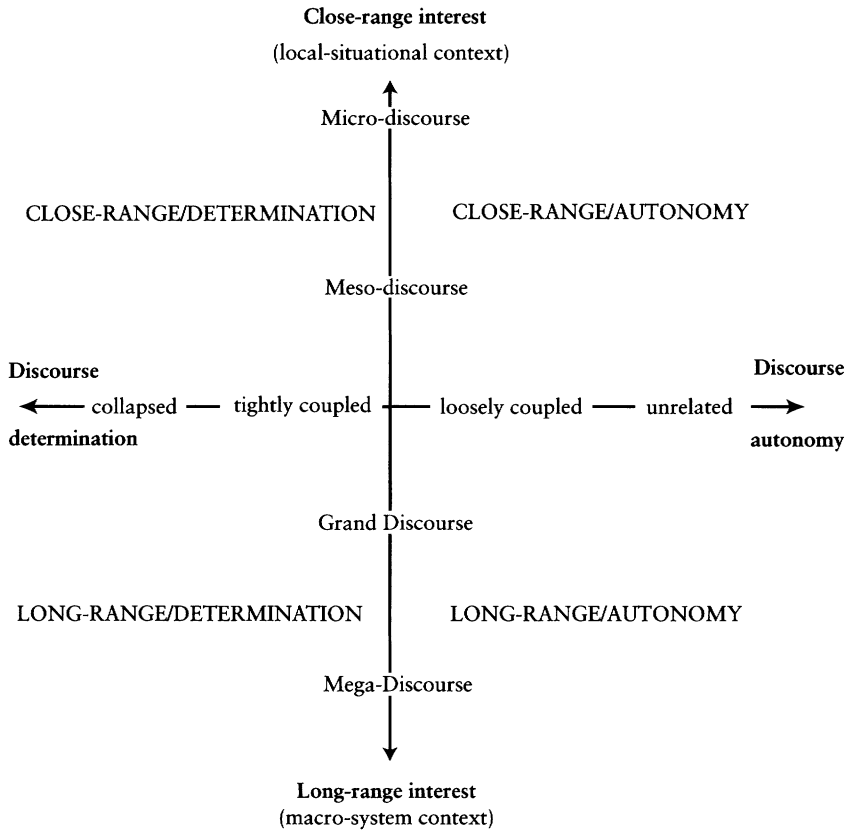 Close-range interest
(local-situational context)
Micro-discourse
CLOSE-RANGE/DETERMINATION
CLOSE-RANGE/AUTONOMY
Meso-discourse
Discourse
Discourse
collapsed
tightly coupled
loosely coupled
unrelated
determination
autonomy
Grand Discourse
LONG-RANGE/DETERMINATION
LONG-RANGE/AUTONOMY
Mega-Discourse
Long-range interest
(macro-system context)